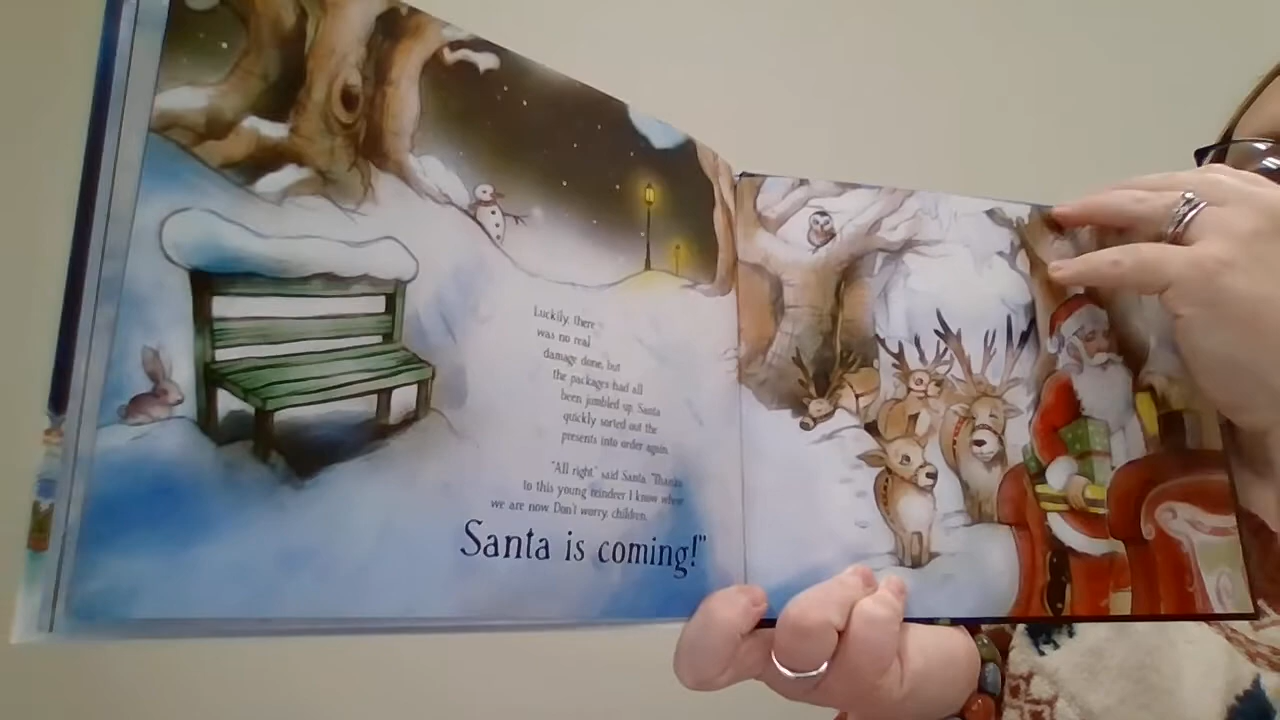 Luckily, there
was no real
damage done, but
the packages had all
been jumbled up. Santa
quickly sorted out the
presents into order again.
"All right," said Santa. "Thanks
to this young reindeer I know where
we are now. Don't worry, children,
Santa is coming!"